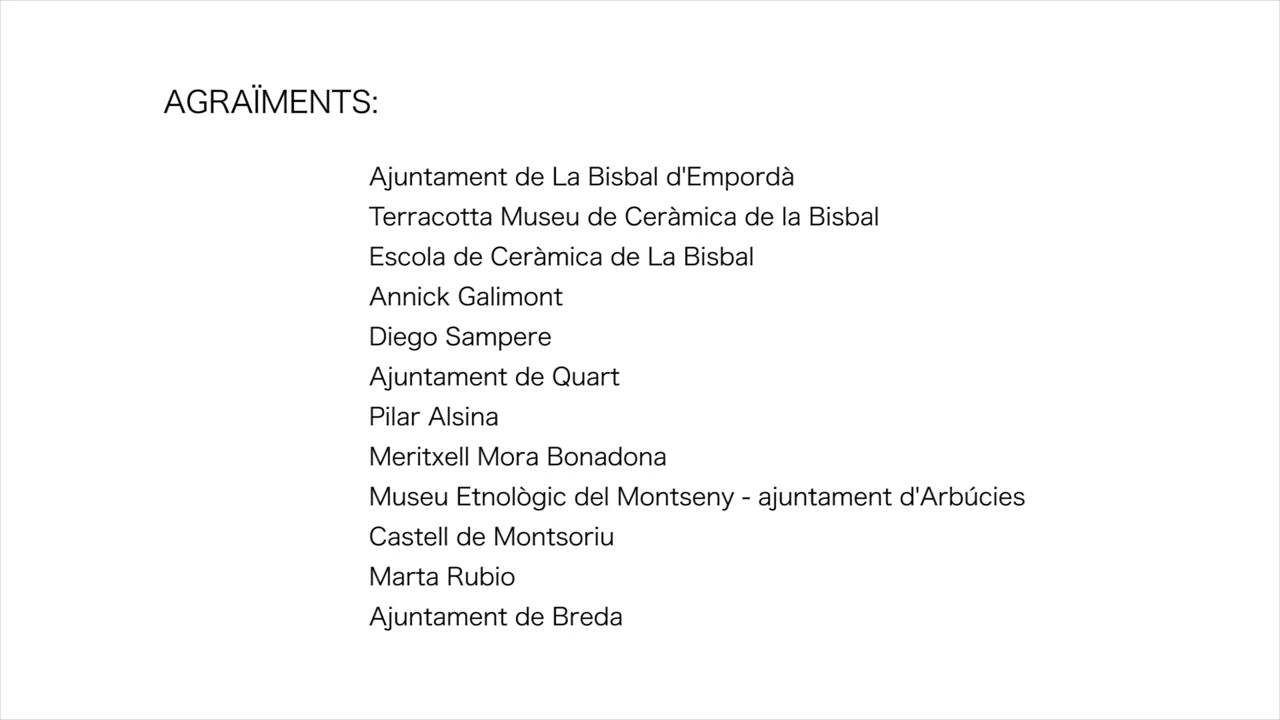 AGRAÏMENTS:
Ajuntament de La Bisbal d'Empordà
Terracotta Museu de Ceràmica de la Bisbal
Escola de Ceràmica de La Bisbal
Annick Galimont
Diego Sampere
Ajuntament de Quart
Pilar Alsina
Meritxell Mora Bonadona
Museu Etnològic del Montseny - ajuntament d'Arbúcies
Castell de Montsoriu
Marta Rubio
Ajuntament de Breda